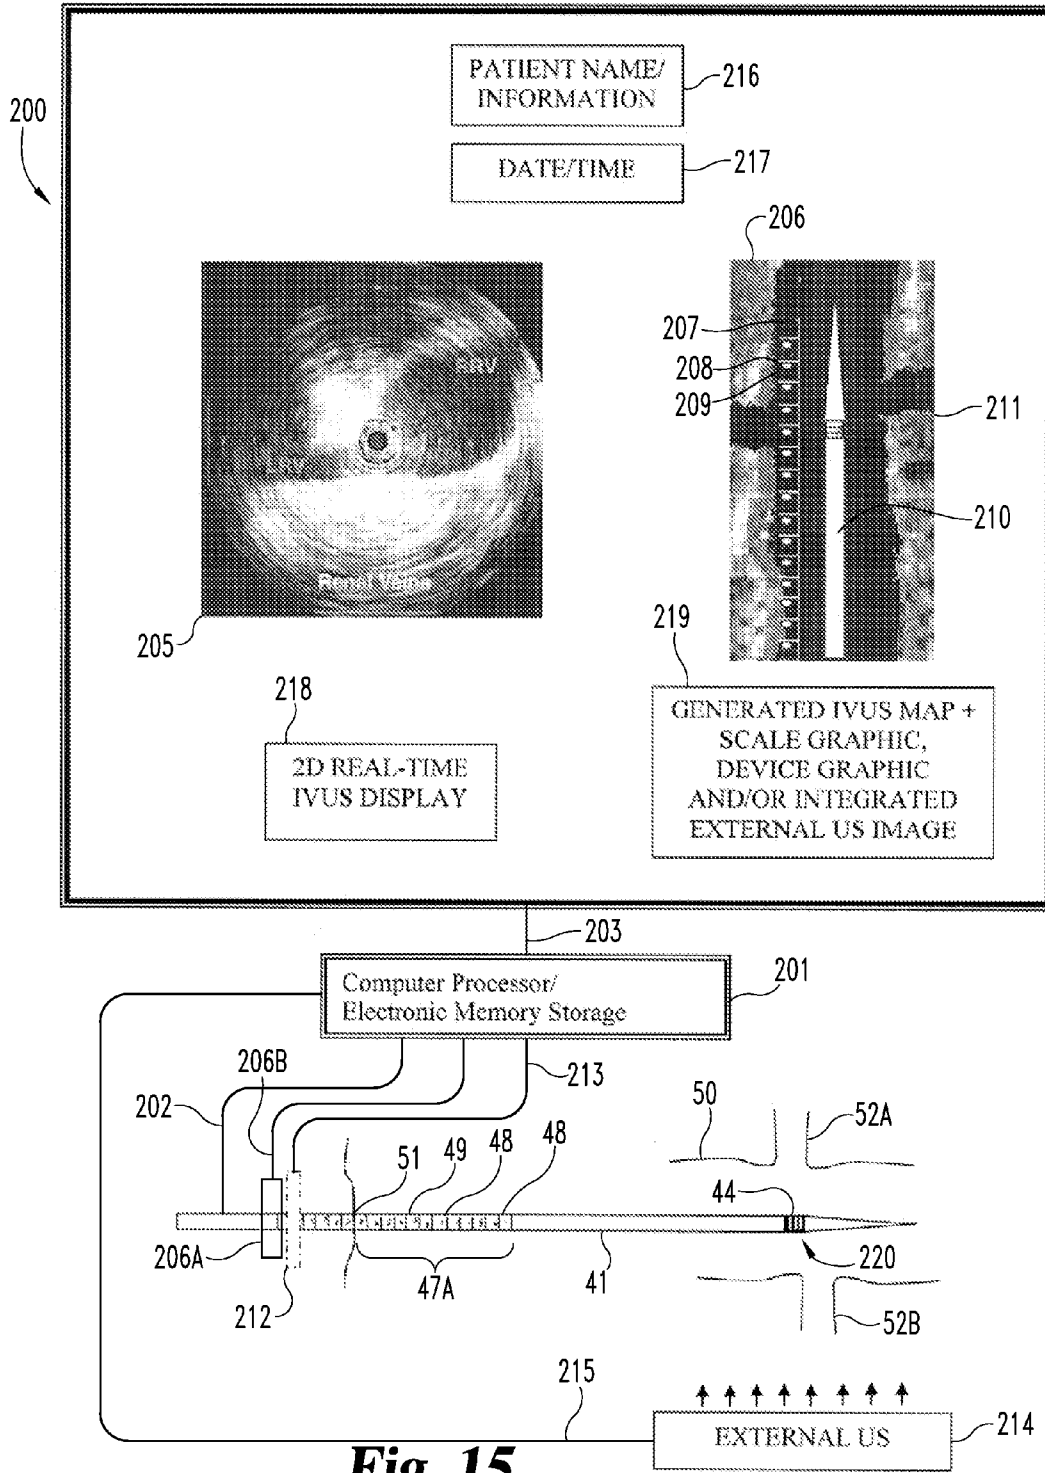 PATIENT NAME/
INFORMATION
216
200
DATE/TIME
217
206
207
208
209
211
RRV
210
Renal Veins
205
219
218
2D REAL-TIME
IVUS DISPLAY
GENERATED IVUS MAP +
SCALE GRAPHIC,
DEVICE GRAPHIC
AND/OR INTEGRATED
EXTERNAL US IMAGE
203
Computer Processor/
Electronic Memory Storage
201
206B
213
202
50
52A
51
49
48
48
44
206A
47A
41
220
212
52B
215
EXTERNAL US
214
Fig. 15